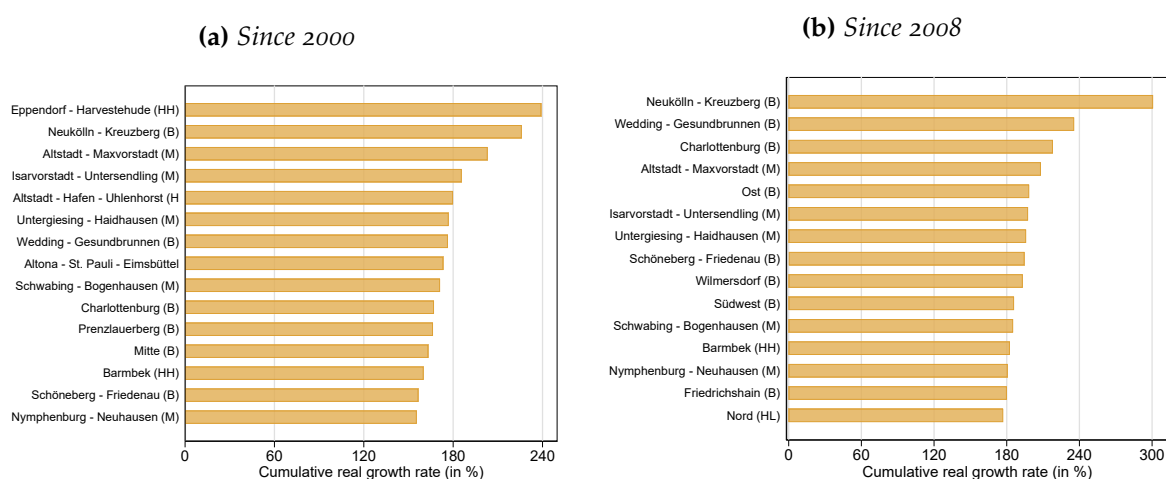 (a) Since 2000
Eppendorf - Harvestehude (HH)
Neukölln - Kreuzberg (B)
Altstadt - Maxvorstadt (M)
Isarvorstadt - Untersendling (M)
Altstadt - Hafen - Uhlenhorst (H
Untergiesing - Haidhausen (M)
Wedding - Gesundbrunnen (B)
Altona - St. Pauli - Eimsbüttel
Schwabing - Bogenhausen (M)
Charlottenburg (B)
Prenzlauerberg (B)
Mitte (B)
Barmbek (HH)
Schöneberg - Friedenau (B)
Nymphenburg - Neuhausen (M)
0 60 120 180 240
Cumulative real growth rate (in %)
(b) Since 2008
Neukölln - Kreuzberg (B)
Wedding - Gesundbrunnen (B)
Charlottenburg (B)
Altstadt - Maxvorstadt (M)
Ost (B)
Isarvorstadt - Untersendling (M)
Untergiesing - Haidhausen (M)
Schöneberg - Friedenau (B)
Wilmersdorf (B)
Südwest (B)
Schwabing - Bogenhausen (M)
Barmbek (HH)
Nymphenburg - Neuhausen (M)
Friedrichshain (B)
Nord (HL)
0 60 120 180 240 300
Cumulative real growth rate (in %)